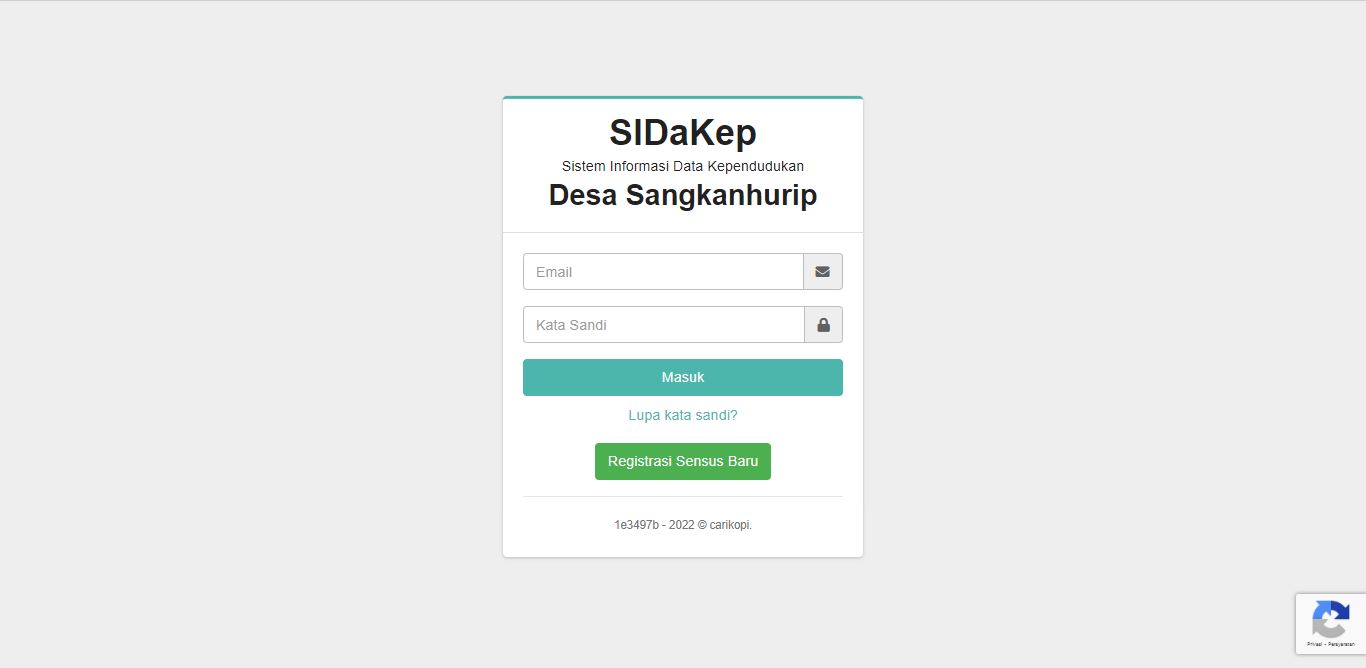 SIDaKep
Sistem Informasi Data Kependudukan
Desa Sangkanhurip
Email
Kata Sandi
Masuk
Lupa kata sandi?
Registrasi Sensus Baru
1e3497b - 2022 © carikopi.
Privasi - Persyaratan